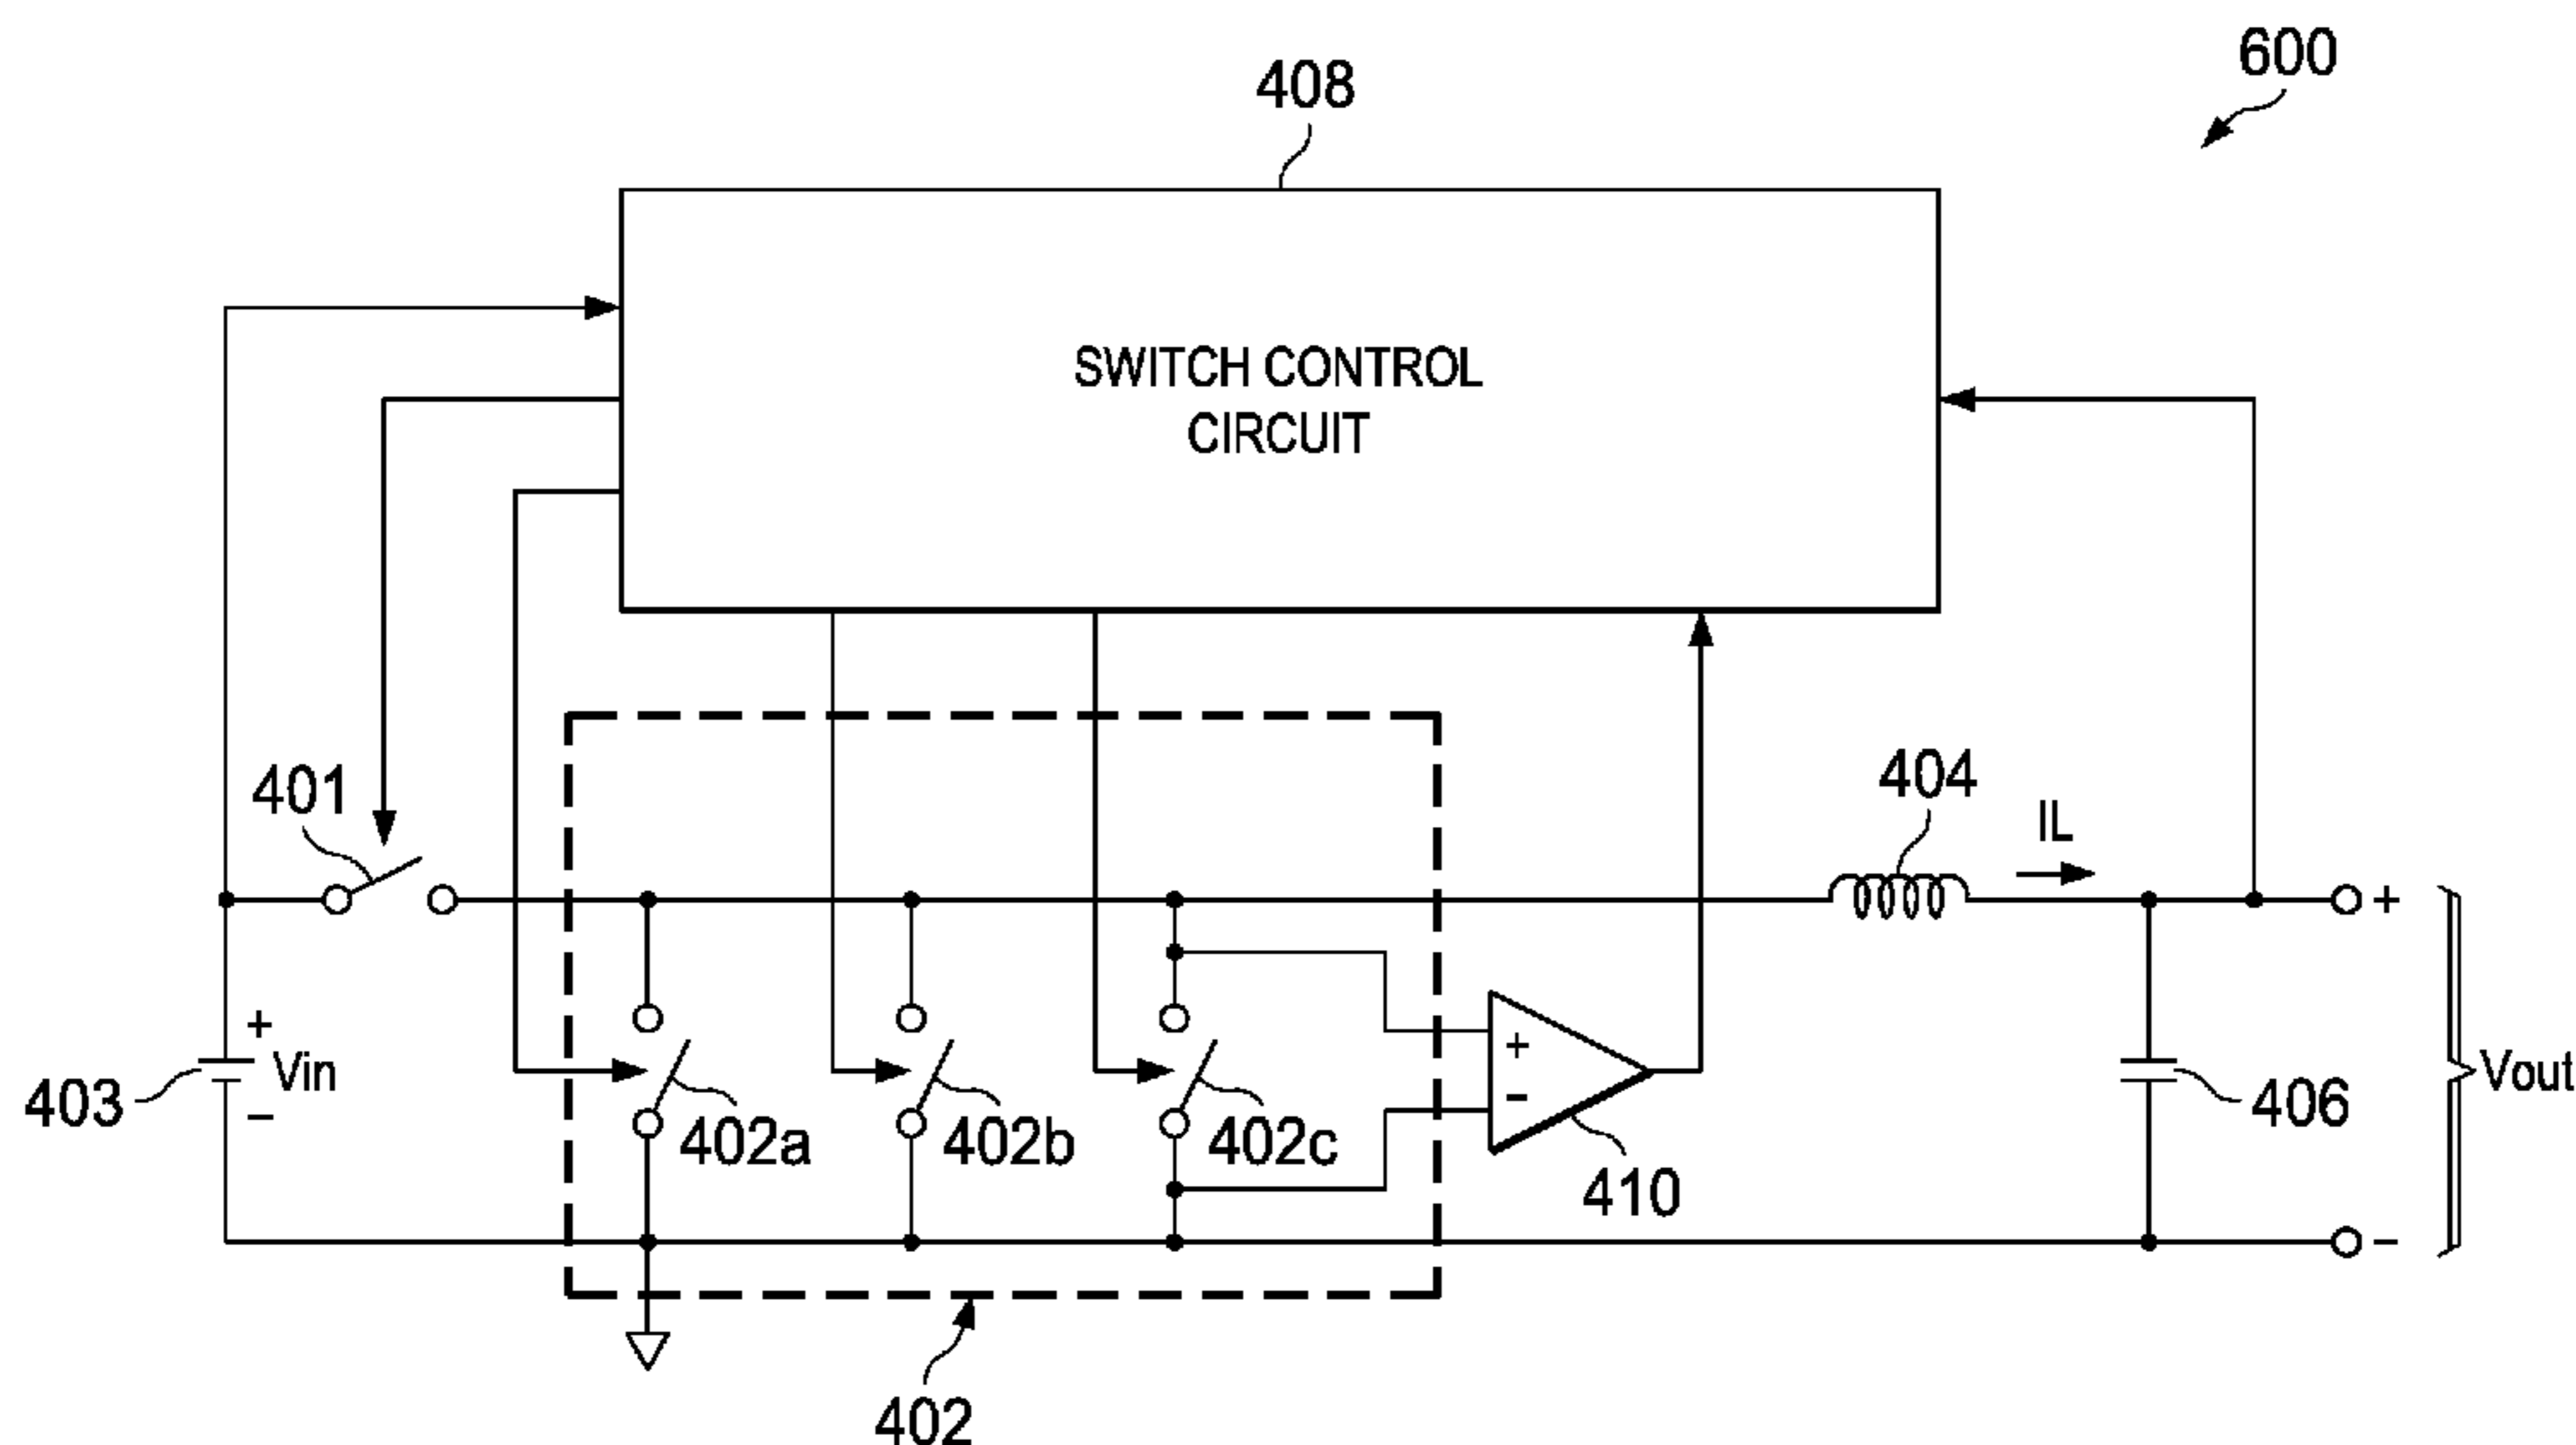 600
408
SWITCH CONTROL
CIRCUIT
401
404
IL
+
+
Vin
-
403
402a
402b
402c
+
-
410
406
Vout
-
402